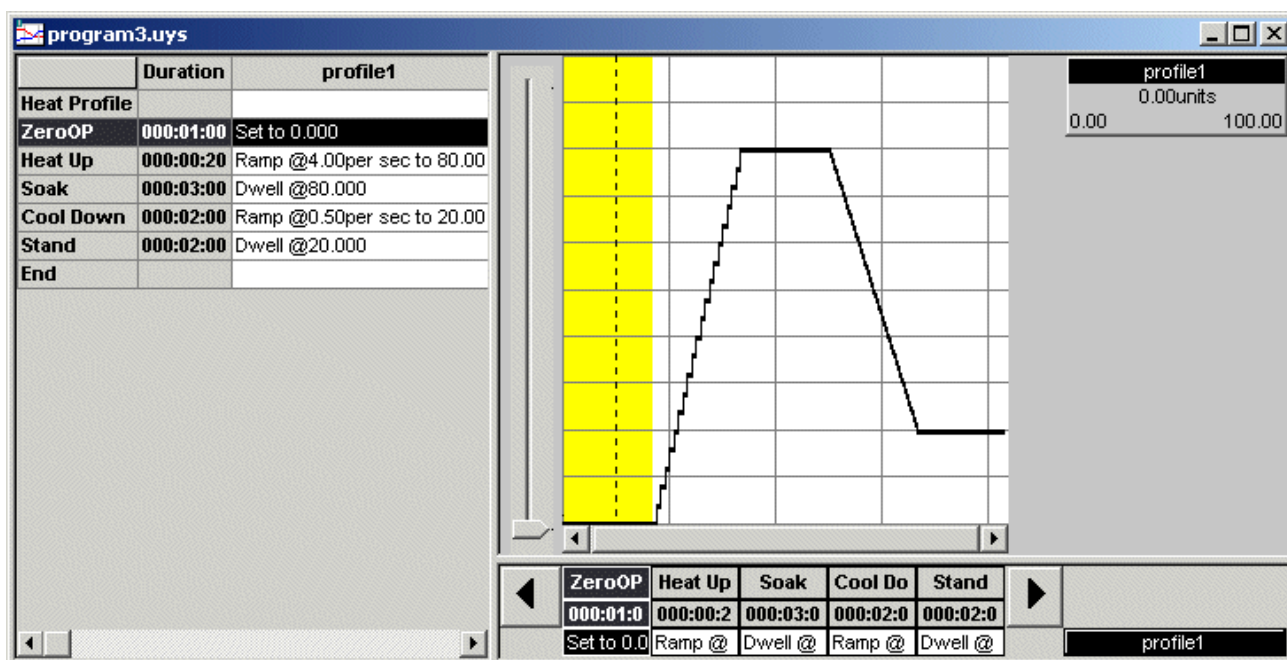 program3.uys
Duration profile1
Heat Profile
ZeroOP 000:01:00 Set to 0.000
Heat Up 000:00:20 Ramp @4.00per sec to 80.00
Soak 000:03:00 Dwell @80.000
Cool Down 000:02:00 Ramp @0.50per sec to 20.00
Stand 000:02:00 Dwell @20.000
End
profile1
0.00units
0.00 100.00
ZeroOP Heat Up Soak Cool Do Stand
000:01:0 000:00:2 000:03:0 000:02:0 000:02:0
Set to 0.0 Ramp @ Dwell @ Ramp @ Dwell @
profile1